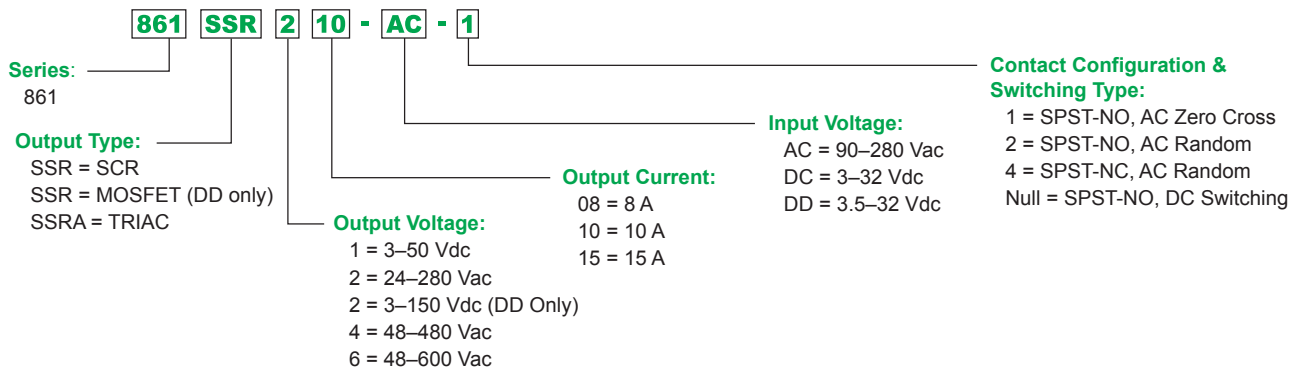 861 SSR 2 10 - AC - 1
Series:
861
Output Type:
SSR = SCR
SSR = MOSFET (DD only)
SSRA = TRIAC
Output Voltage:
1 = 3–50 Vdc
2 = 24–280 Vac
2 = 3–150 Vdc (DD Only)
4 = 48–480 Vac
6 = 48–600 Vac
Output Current:
08 = 8 A
10 = 10 A
15 = 15 A
Input Voltage:
AC = 90–280 Vac
DC = 3–32 Vdc
DD = 3.5–32 Vdc
Contact Configuration &
Switching Type:
1 = SPST-NO, AC Zero Cross
2 = SPST-NO, AC Random
4 = SPST-NC, AC Random
Null = SPST-NO, DC Switching